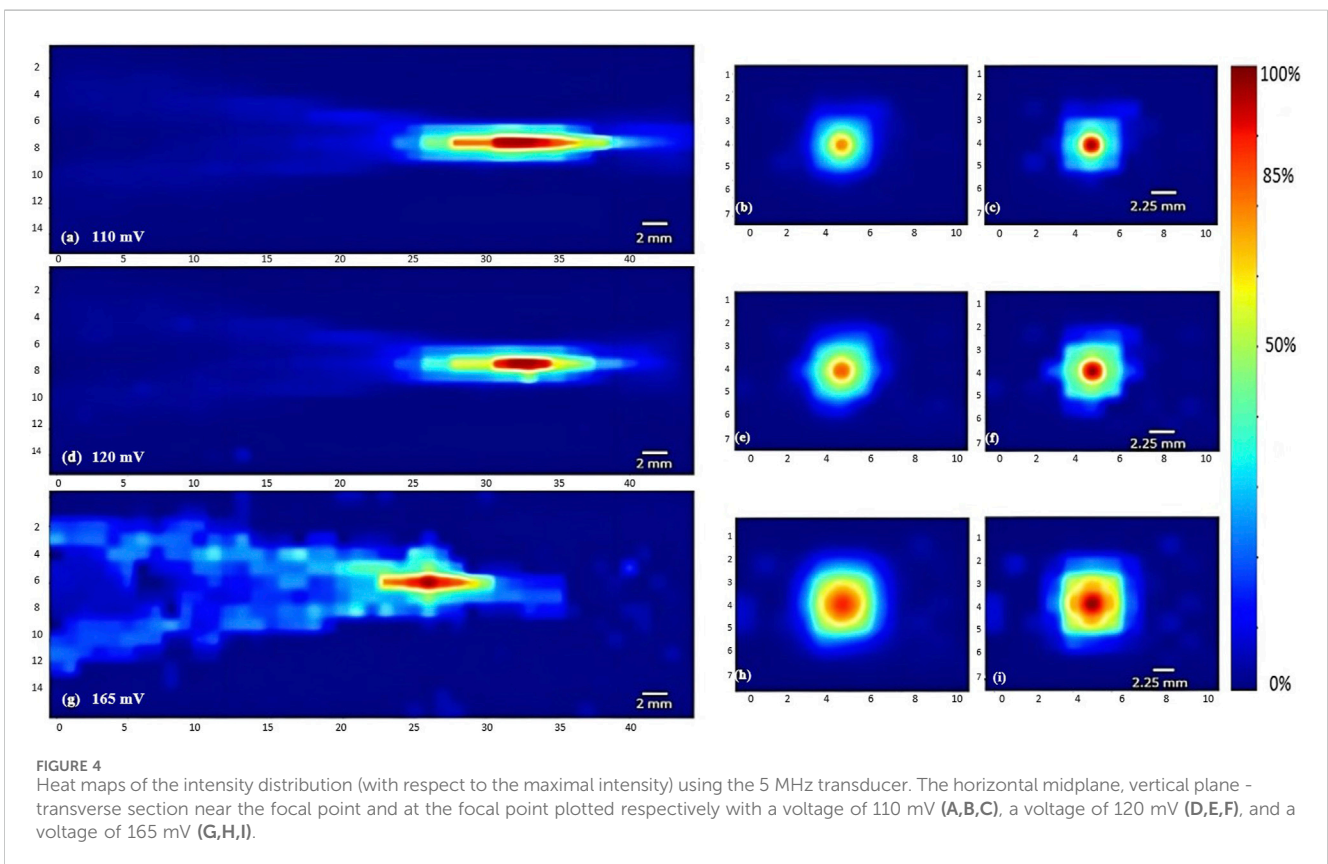 2
4
6
8
10
12
14
(a) 110 mV
2 mm
0 5 10 15 20 25 30 35 40
1
2
3
4
5
6
7
(b)
0 2 4 6 8 10
1
2
3
4
5
6
7
(c)
2.25 mm
0 2 4 6 8 10
2
4
6
8
10
12
14
(d) 120 mV
2 mm
0 5 10 15 20 25 30 35 40
1
2
3
4
5
6
7
(e)
0 2 4 6 8 10
1
2
3
4
5
6
7
(f)
2.25 mm
0 2 4 6 8 10
2
4
6
8
10
12
14
(g) 165 mV
2 mm
0 5 10 15 20 25 30 35 40
1
2
3
4
5
6
7
(h)
0 2 4 6 8 10
1
2
3
4
5
6
7
(i)
2.25 mm
0 2 4 6 8 10
100%
85%
50%
0%
FIGURE 4
Heat maps of the intensity distribution (with respect to the maximal intensity) using the 5 MHz transducer. The horizontal midplane, vertical plane -
transverse section near the focal point and at the focal point plotted respectively with a voltage of 110 mV (A,B,C), a voltage of 120 mV (D,E,F), and a
voltage of 165 mV (G,H,I).